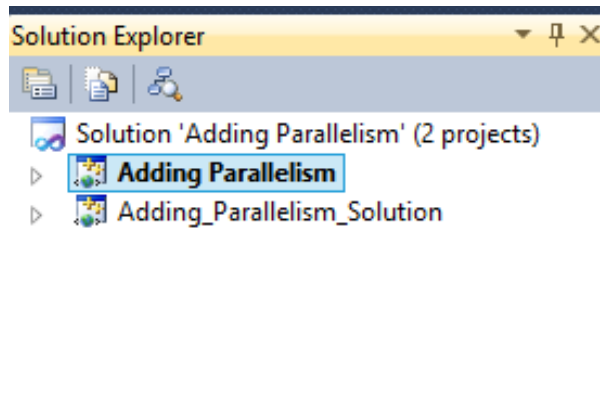 Solution Explorer
Solution 'Adding Parallelism' (2 projects)
Adding Parallelism
Adding_Parallelism_Solution